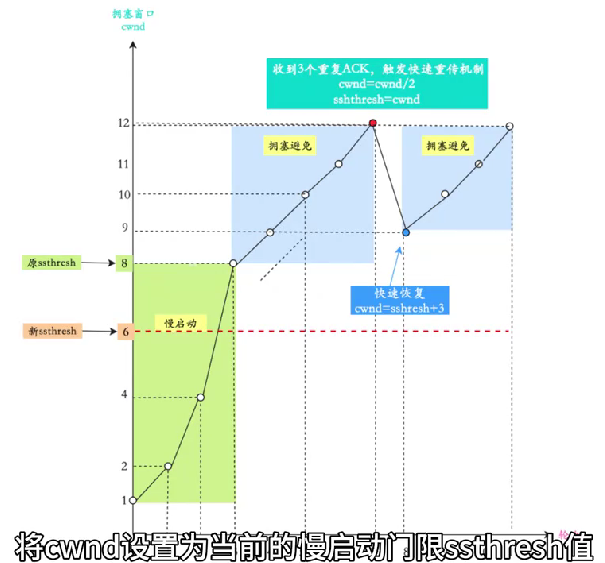 拥塞窗口
cwnd
收到3个重复ACK，触发快速重传机制
cwnd=cwnd/2
sshthresh=cwnd
12
拥塞避免
拥塞避免
11
10
9
原ssthresh
8
快速恢复
cwnd=sshresh+3
慢启动
新ssthresh
6
4
2
1
将cwnd设置为当前的慢启动门限ssthresh值